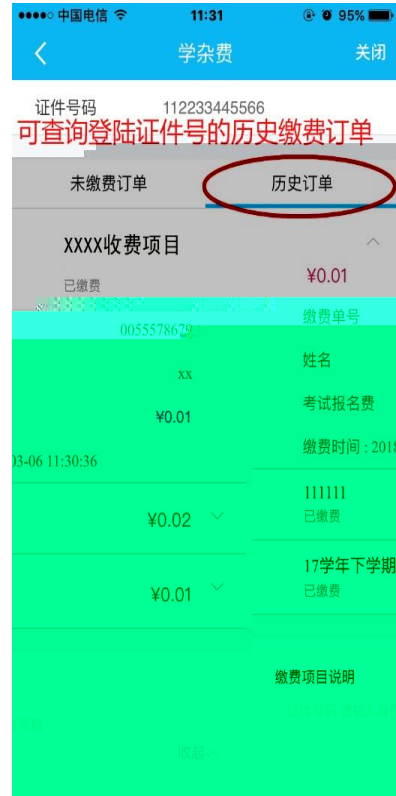 中国电信 11:31 95%
学杂费 关闭
证件号码 112233445566
可查询登陆证件号的历史缴费订单
未缴费订单 历史订单
XXXX收费项目
¥0.01
已缴费
缴费单号
0055578679
姓名
xx
考试报名费
¥0.01
缴费时间 : 2018
03-06 11:30:36
111111
¥0.02
已缴费
17学年下学期
¥0.01
已缴费
缴费项目说明
收起